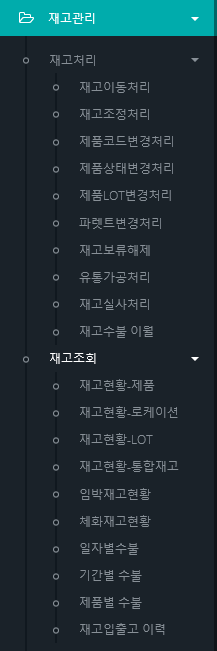 재고관리
재고처리
재고이동처리
재고조정처리
제품코드변경처리
제품상태변경처리
제품LOT변경처리
파렛트변경처리
재고보류해제
유통가공처리
재고실사처리
재고수불 이월
재고조회
재고현황-제품
재고현황-로케이션
재고현황-LOT
재고현황-통합재고
임박재고현황
체화재고현황
일자별수불
기간별 수불
제품별 수불
재고입출고 이력